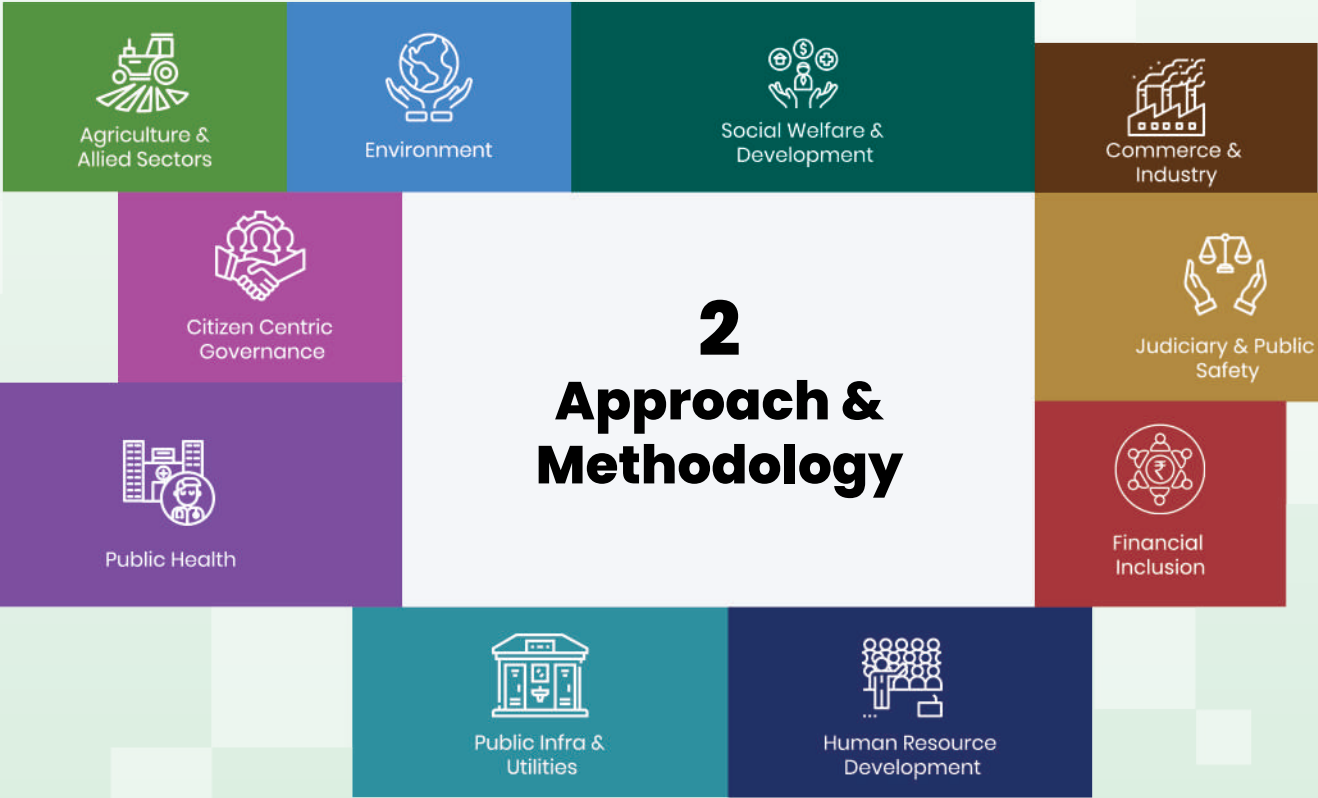 Agriculture &
Allied Sectors
Environment
Social Welfare &
Development
Commerce &
Industry
Citizen Centric
Governance
2
Approach &
Methodology
Judiciary & Public
Safety
Public Health
Financial
Inclusion
Public Infra &
Utilities
Human Resource
Development